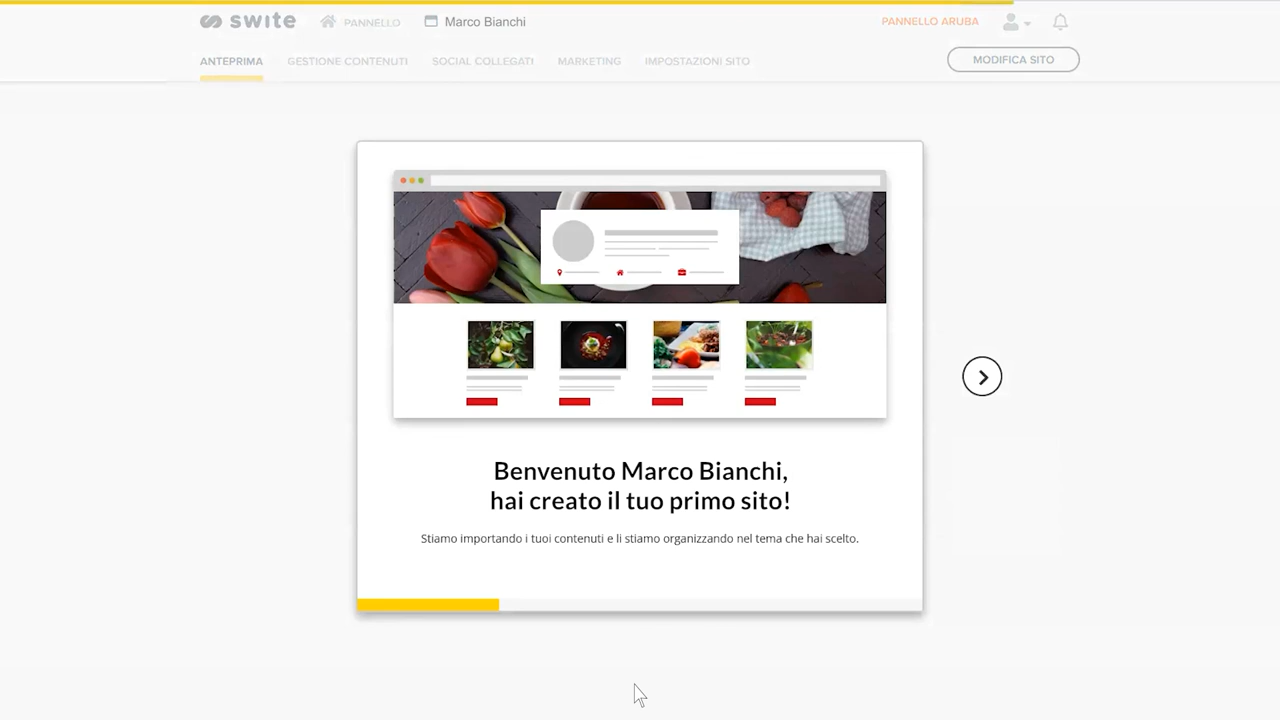 swite
PANNELLO
Marco Bianchi
PANNELLO ARUBA
ANTEPRIMA
GESTIONE CONTENUTI
SOCIAL COLLEGATI
MARKETING
IMPOSTAZIONI SITO
MODIFICA SITO
Benvenuto Marco Bianchi,
hai creato il tuo primo sito!
Stiamo importando i tuoi contenuti e li stiamo organizzando nel tema che hai scelto.